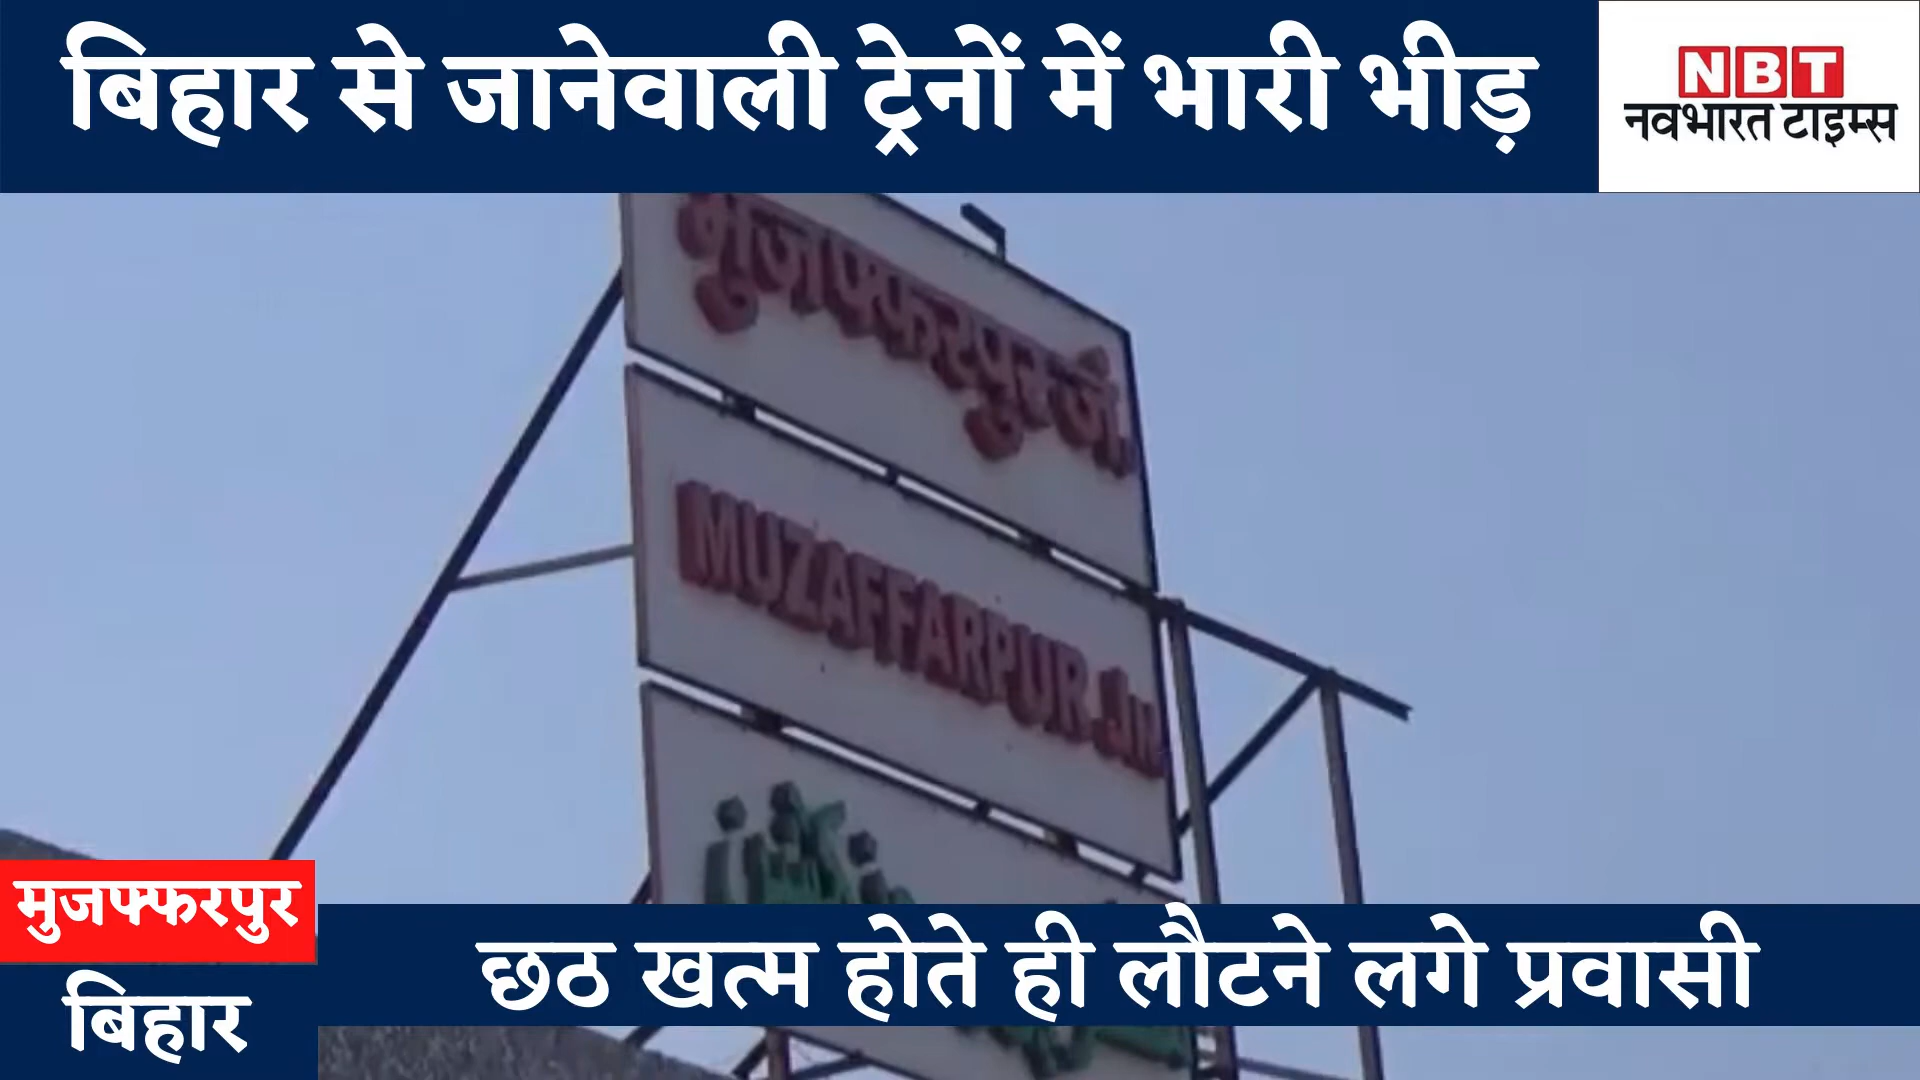 बिहार से जानेवाली ट्रेनों में भारी भीड़
NBT
नवभारत टाइम्स
मुजफ्फरपुर जं.
MUZAFFARPUR.Jn
मुजफ्फरपुर
बिहार
छठ खत्म होते ही लौटने लगे प्रवासी